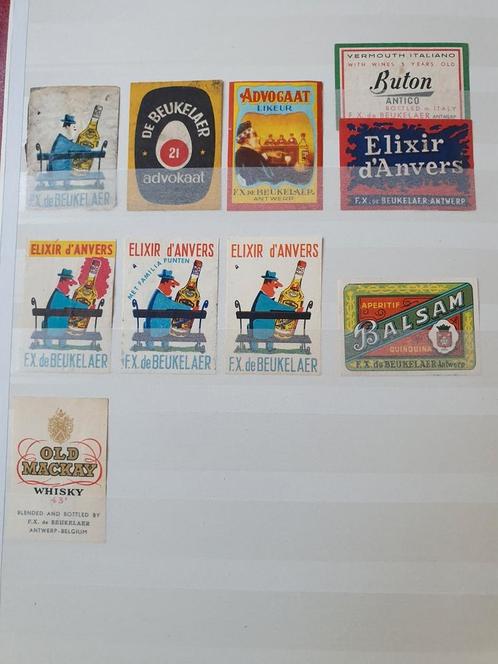 F.X. de BEUKELAER
DE BEUKELAER
21
advokaat
ADVOGAAT
LIKEUR
F.X. DE BEUKELAER
ANTWERP
VERMOUTH ITALIANO
WITH WINES 5 YEARS OLD
Buton
ANTICO
BOTTLED IN ITALY
F.X. de BEUKELAER ANTWERP
Elixir
d'Anvers
F.X. DE BEUKELAER-ANTWERP
ELIXIR d'ANVERS
F.X. de BEUKELAER
ELIXIR d'ANVERS
MET FAMILIA PUNTEN
F.X. de BEUKELAER
ELIXIR d'ANVERS
F.X. de BEUKELAER
APERITIF
BALSAM
QUINQUINA
F.X. DE BEUKELAER-Antwerp
OLD
MACKAY
WHISKY
43°
BLENDED AND BOTTLED BY
F.X. de BEUKELAER
ANTWERP-BELGIUM